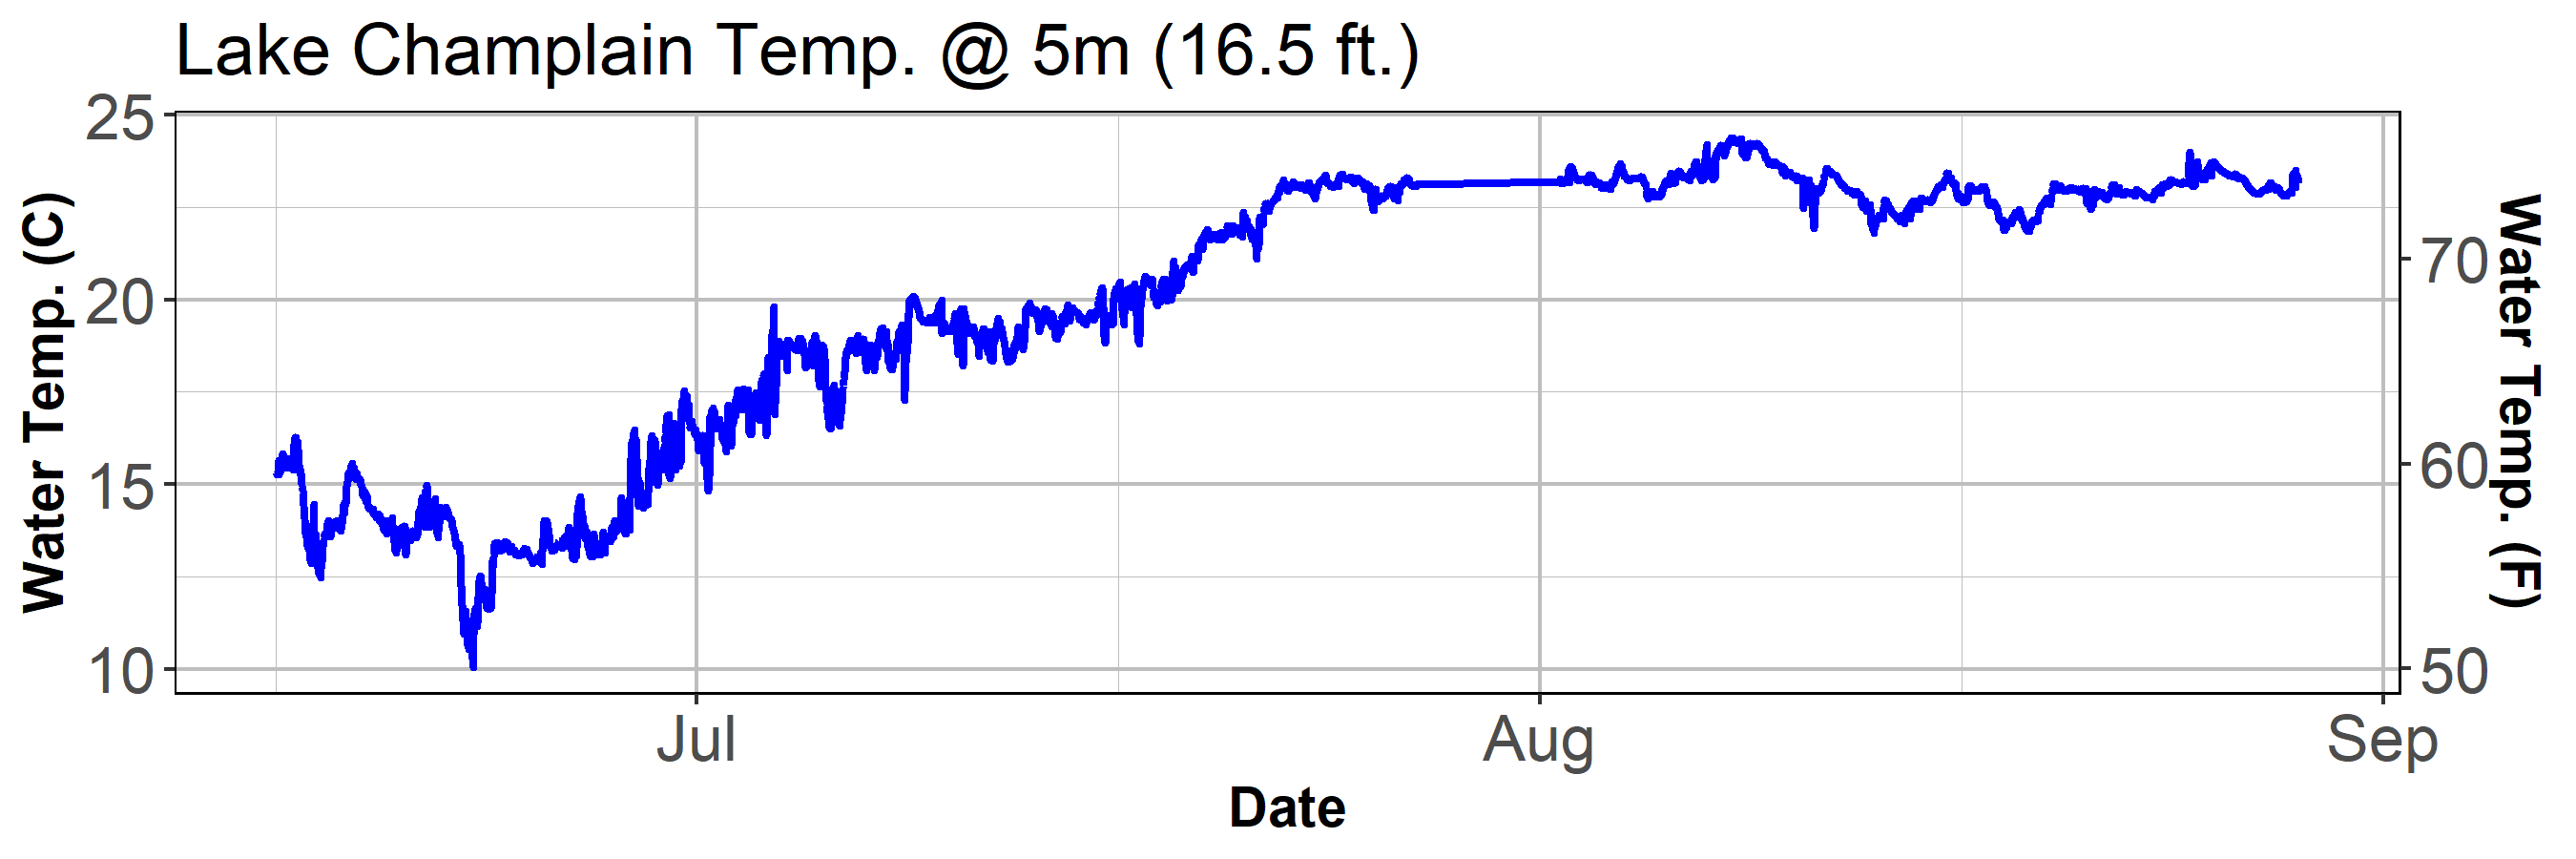 Lake Champlain Temp. @ 5m (16.5 ft.)
25
20
15
10
Water Temp. (C)
70
60
50
Water Temp. (F)
Jul
Aug
Sep
Date